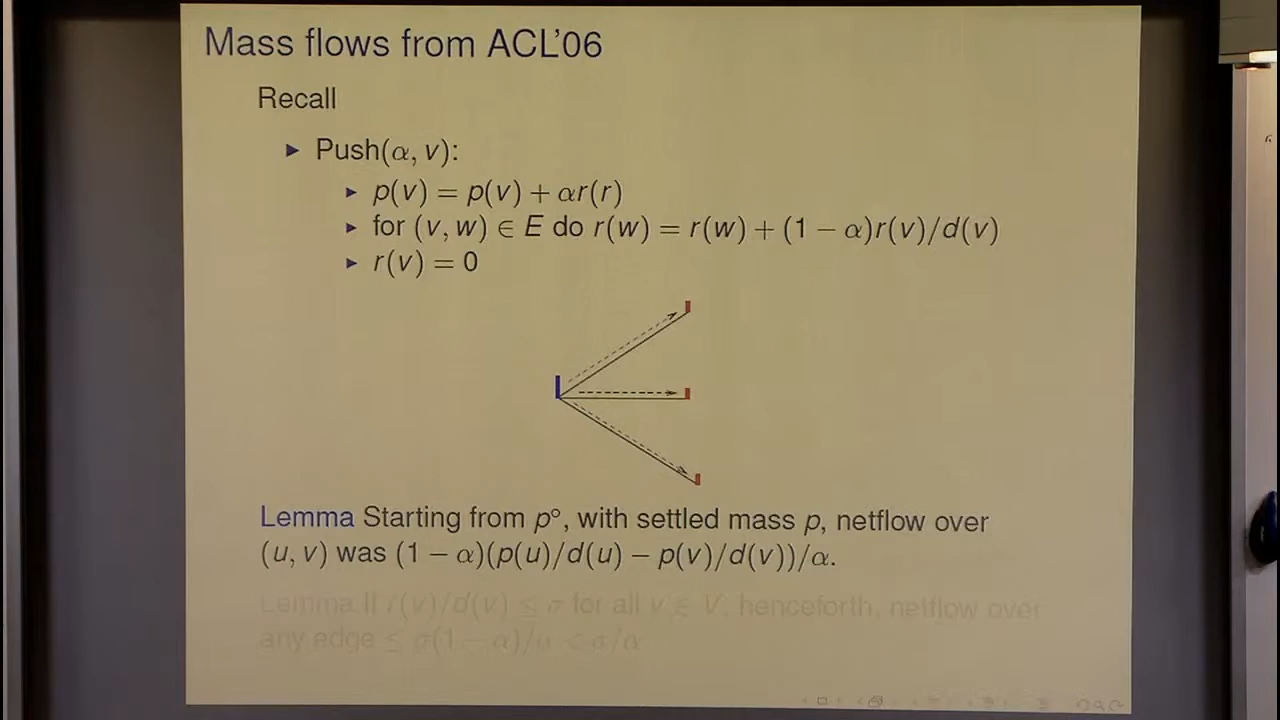 Mass flows from ACL'06
Recall
► Push(α, v):
► p(v) = p(v) + αr(r)
► for (v, w) ∈ E do r(w) = r(w) + (1 − α)r(v)/d(v)
► r(v) = 0
Lemma Starting from p°, with settled mass p, netflow over
(u, v) was (1 − α)(p(u)/d(u) − p(v)/d(v))/α.
Lemma If r(v)/d(v) ≤ σ for all v ∈ V, henceforth, netflow over
any edge ≤ σ(1 − α)/α < σ/α